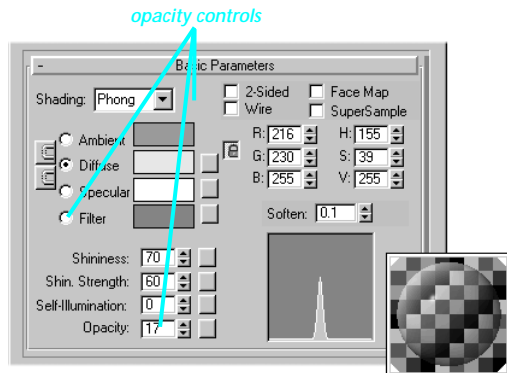 opacity controls
- Basic Parameters
Shading: Phong
2-Sided Face Map
Wire SuperSample
Ambient
Diffuse
Specular
Filter
R: 216 H: 155
G: 230 S: 39
B: 255 V: 255
Soften: 0.1
Shininess: 70
Shin. Strength: 60
Self-Illumination: 0
Opacity: 17